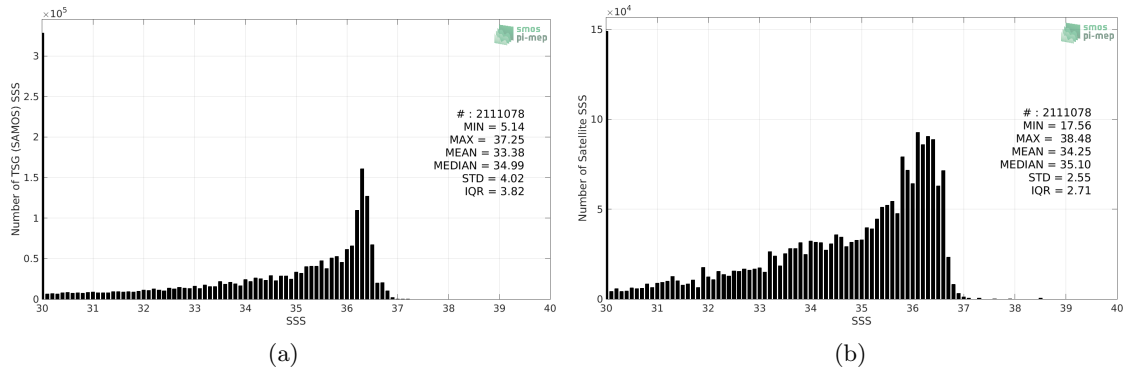 ×10⁵
3
2.5
2
1.5
1
0.5
0
30 31 32 33 34 35 36 37 38 39 40
SSS
Number of TSG (SAMOS) SSS
smos
pi-mep
# : 2111078
MIN = 5.14
MAX = 37.25
MEAN = 33.38
MEDIAN = 34.99
STD = 4.02
IQR = 3.82
(a)
×10⁴
15
10
5
0
30 31 32 33 34 35 36 37 38 39 40
SSS
Number of Satellite SSS
smos
pi-mep
# : 2111078
MIN = 17.56
MAX = 38.48
MEAN = 34.25
MEDIAN = 35.10
STD = 2.55
IQR = 2.71
(b)